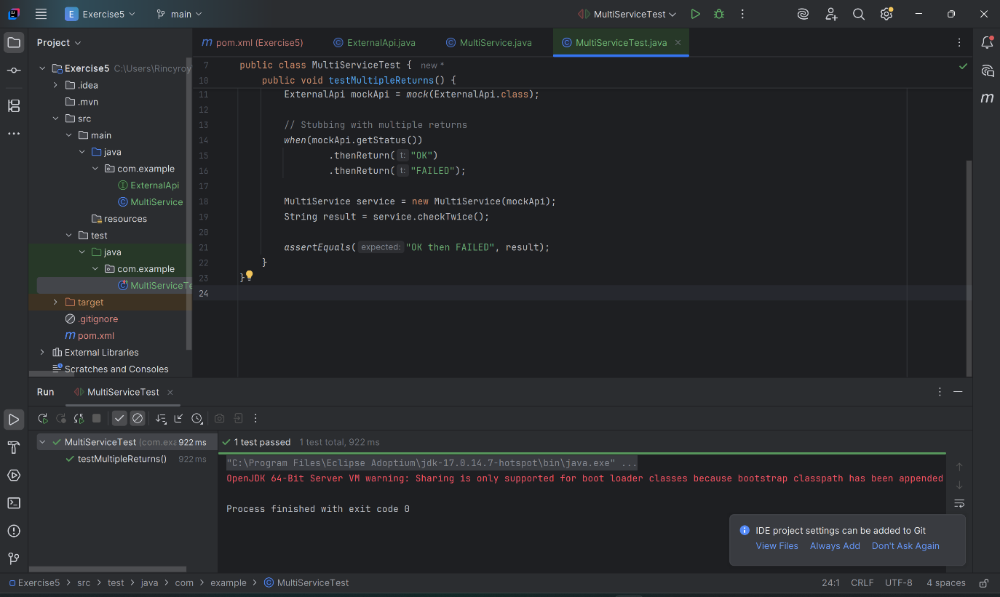 E Exercise5 main MultiServiceTest
Project
pom.xml (Exercise5) ExternalApi.java MultiService.java MultiServiceTest.java
Exercise5 C:\Users\Rincyroy
.idea
.mvn
src
main
java
com.example
ExternalApi
MultiService
resources
test
java
com.example
MultiServiceTe
target
.gitignore
pom.xml
External Libraries
Scratches and Consoles
7 public class MultiServiceTest { new *
10 public void testMultipleReturns() {
11 ExternalApi mockApi = mock(ExternalApi.class);
12
13 // Stubbing with multiple returns
14 when(mockApi.getStatus())
15 .thenReturn( t: "OK")
16 .thenReturn( t: "FAILED");
17
18 MultiService service = new MultiService(mockApi);
19 String result = service.checkTwice();
20
21 assertEquals( expected: "OK then FAILED", result);
22 }
23 }
24
Run MultiServiceTest
MultiServiceTest (com.exa 922 ms
testMultipleReturns() 922 ms
1 test passed 1 test total, 922 ms
"C:\Program Files\Eclipse Adoptium\jdk-17.0.14.7-hotspot\bin\java.exe" ...
OpenJDK 64-Bit Server VM warning: Sharing is only supported for boot loader classes because bootstrap classpath has been appended
Process finished with exit code 0
IDE project settings can be added to Git
View Files Always Add Don't Ask Again
Exercise5 > src > test > java > com > example > MultiServiceTest
24:1 CRLF UTF-8 4 spaces